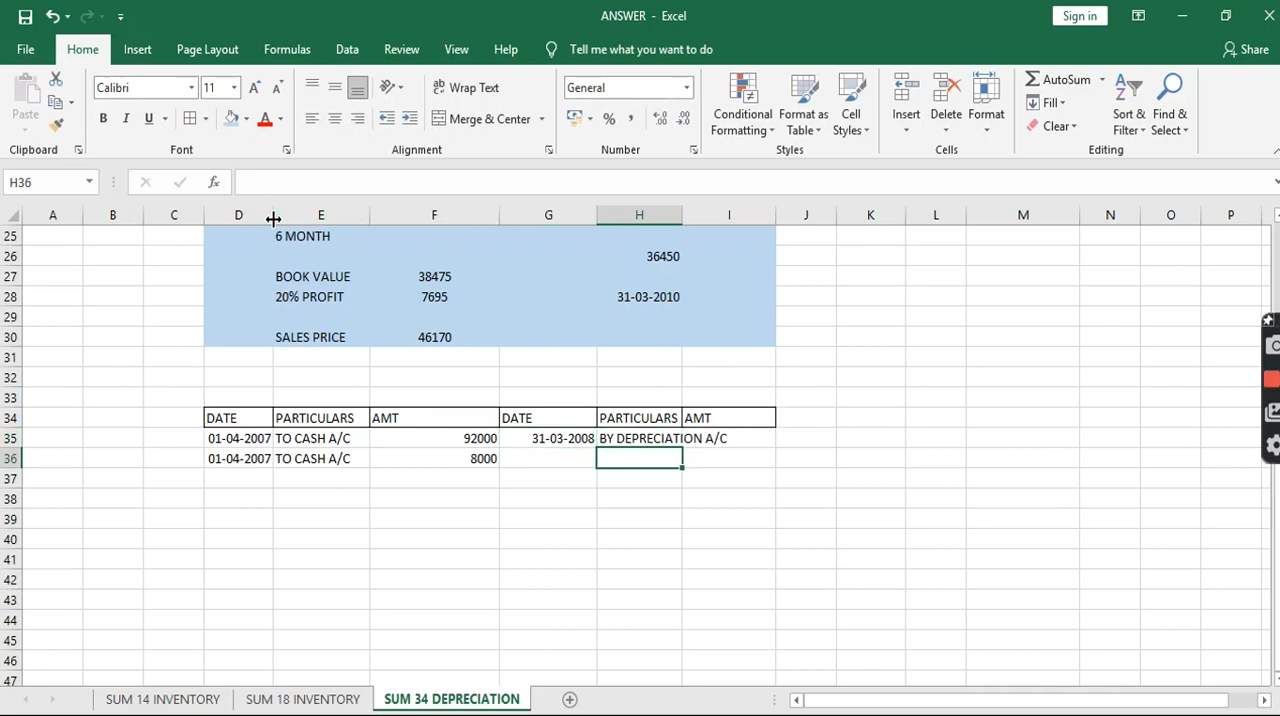 ANSWER - Excel
Sign in
File Home Insert Page Layout Formulas Data Review View Help Tell me what you want to do Share
Paste
Calibri 11
B I U
Wrap Text
Merge & Center
General
Conditional Formatting
Format as Table
Cell Styles
Insert Delete Format
AutoSum
Fill
Clear
Sort & Filter
Find & Select
Clipboard Font Alignment Number Styles Cells Editing
H36 fx
A B C D E F G H I J K L M N O P
25 6 MONTH
26 36450
27 BOOK VALUE 38475
28 20% PROFIT 7695 31-03-2010
29
30 SALES PRICE 46170
31
32
33
34 DATE PARTICULARS AMT DATE PARTICULARS AMT
35 01-04-2007 TO CASH A/C 92000 31-03-2008 BY DEPRECIATION A/C
36 01-04-2007 TO CASH A/C 8000
37
38
39
40
41
42
43
44
45
46
47
SUM 14 INVENTORY SUM 18 INVENTORY SUM 34 DEPRECIATION